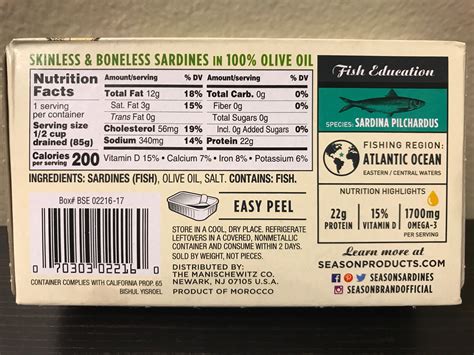 SKINLESS & BONELESS SARDINES IN 100% OLIVE OIL
Nutrition Facts
1 serving
per container
Serving size
1/2 cup
drained (85g)
Calories 200
per serving
Amount/serving % DV
Total Fat 12g 18%
Sat. Fat 3g 15%
Trans Fat 0g
Cholesterol 56mg 19%
Sodium 340mg 14%
Amount/serving % DV
Total Carb. 0g 0%
Fiber 0g 0%
Total Sugars 0g
Incl. 0g Added Sugars 0%
Protein 22g
Vitamin D 15% • Calcium 7% • Iron 8% • Potassium 6%
INGREDIENTS: SARDINES (FISH), OLIVE OIL, SALT. CONTAINS: FISH.
Box# BSE 02216-17
0 70303 02216 0
CONTAINER COMPLIES WITH CALIFORNIA PROP. 65
BISHUL YISROEL
EASY PEEL
STORE IN A COOL, DRY PLACE. REFRIGERATE
LEFTOVERS IN A COVERED, NONMETALLIC
CONTAINER AND CONSUME WITHIN 2 DAYS.
SOLD BY WEIGHT, NOT PIECES.
DISTRIBUTED BY:
THE MANISCHEWITZ CO.
NEWARK, NJ 07105 U.S.A.
PRODUCT OF MOROCCO
Fish Education
SPECIES: SARDINA PILCHARDUS
FISHING REGION:
ATLANTIC OCEAN
EASTERN / CENTRAL WATERS
NUTRITION HIGHLIGHTS
22g PROTEIN
15% VITAMIN D
1700mg OMEGA-3
PER SERVING
Learn more at
SEASONPRODUCTS.COM
SEASONSARDINES
SEASONBRANDOFFICIAL